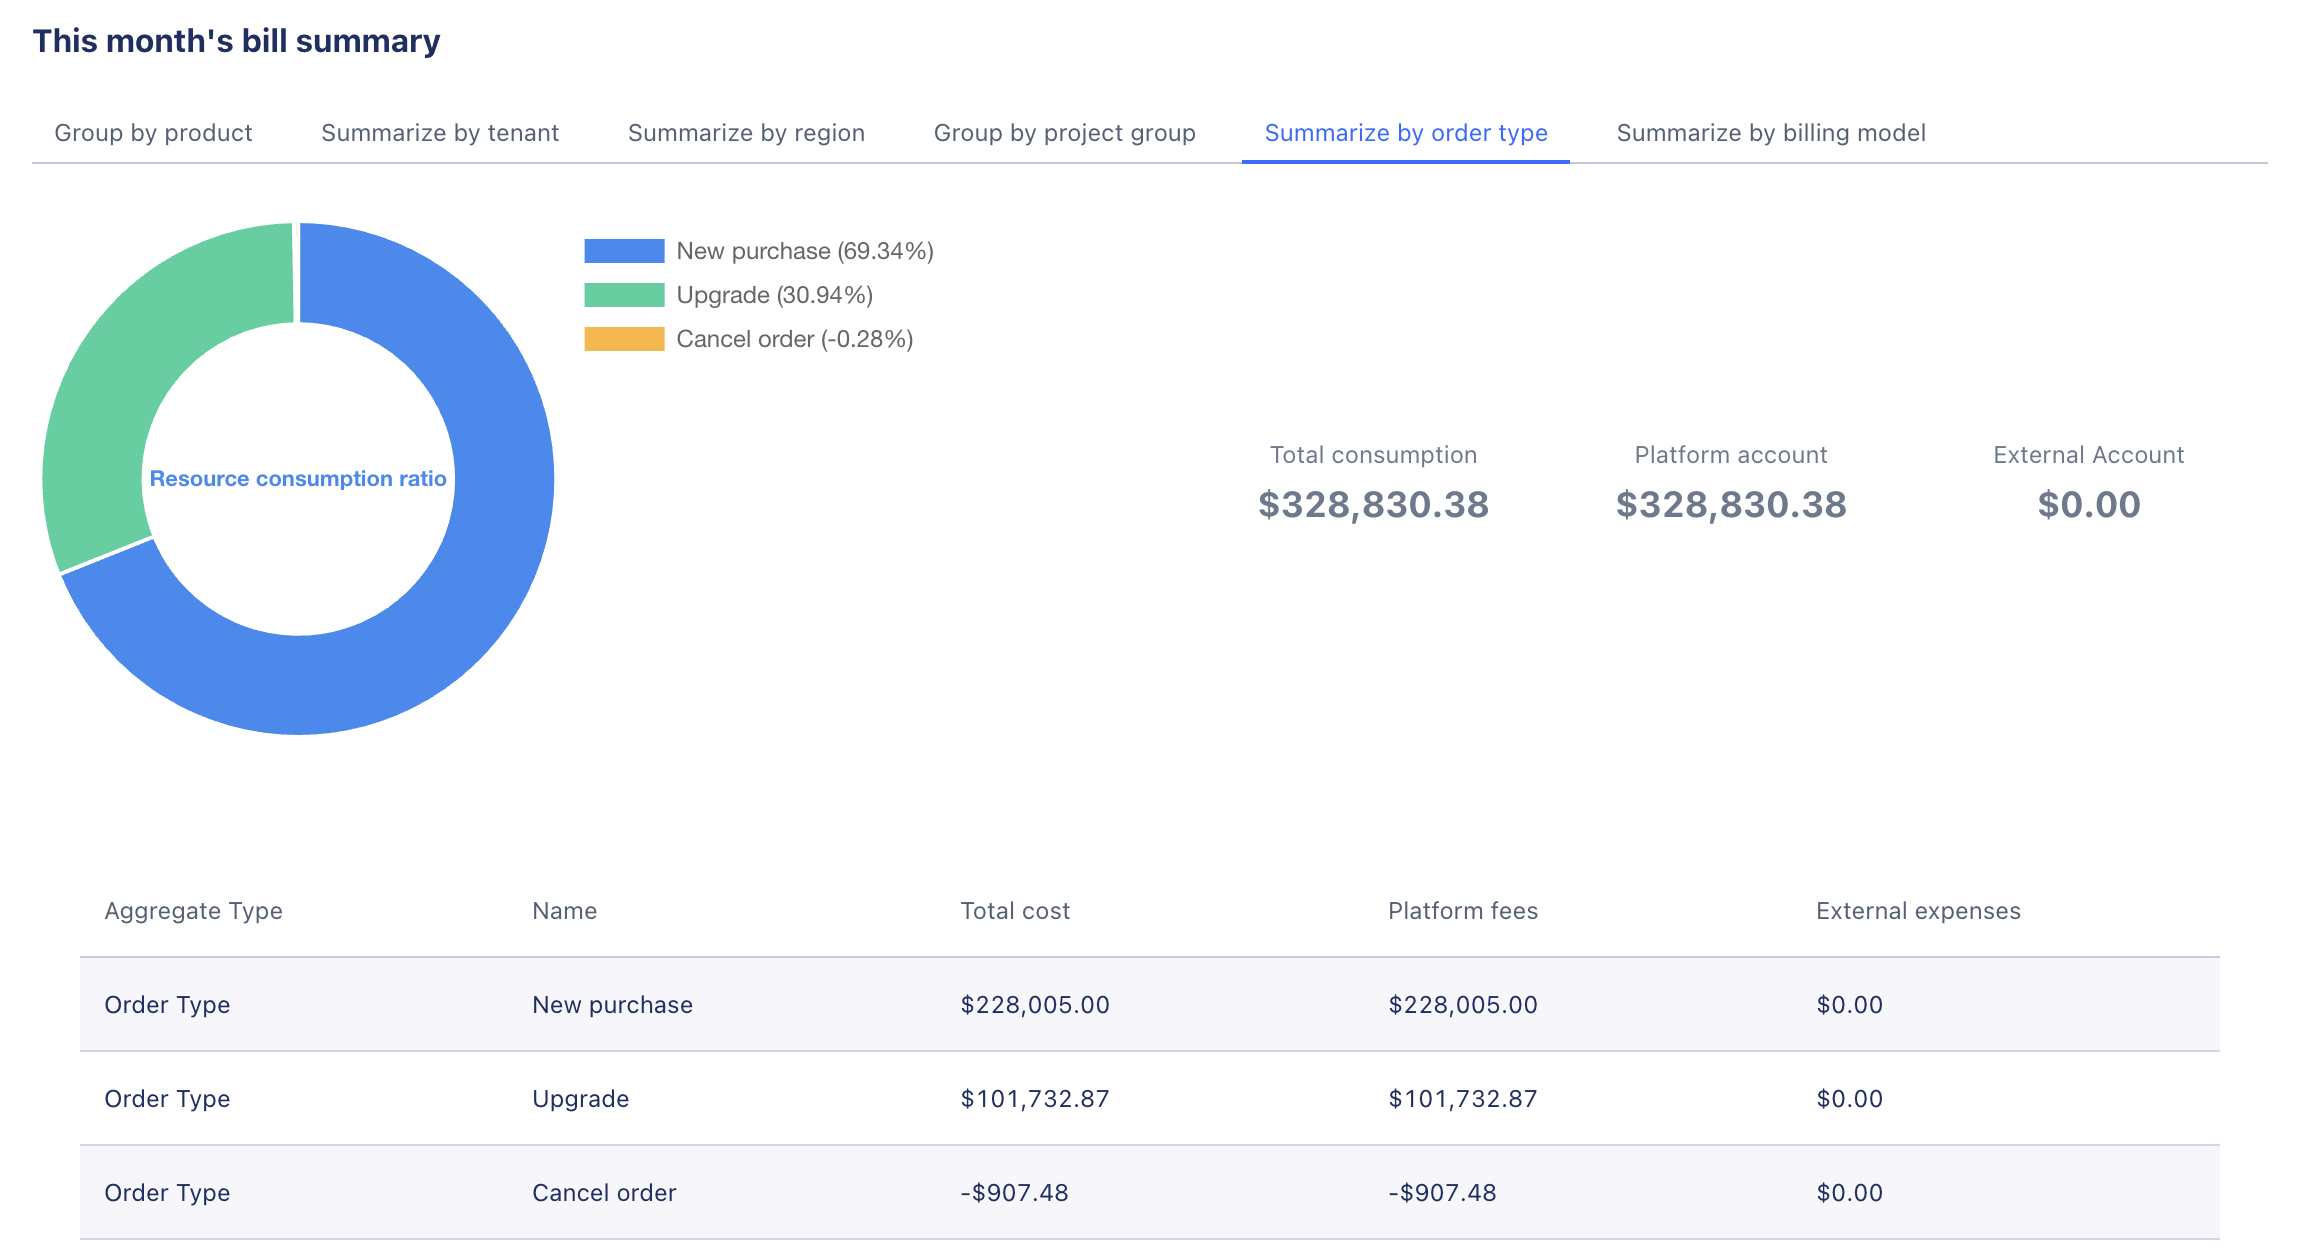 This month's bill summary
Group by product Summarize by tenant Summarize by region Group by project group Summarize by order type Summarize by billing model
New purchase (69.34%)
Upgrade (30.94%)
Cancel order (-0.28%)
Resource consumption ratio
Total consumption Platform account External Account
$328,830.38 $328,830.38 $0.00
Aggregate Type Name Total cost Platform fees External expenses
Order Type New purchase $228,005.00 $228,005.00 $0.00
Order Type Upgrade $101,732.87 $101,732.87 $0.00
Order Type Cancel order -$907.48 -$907.48 $0.00